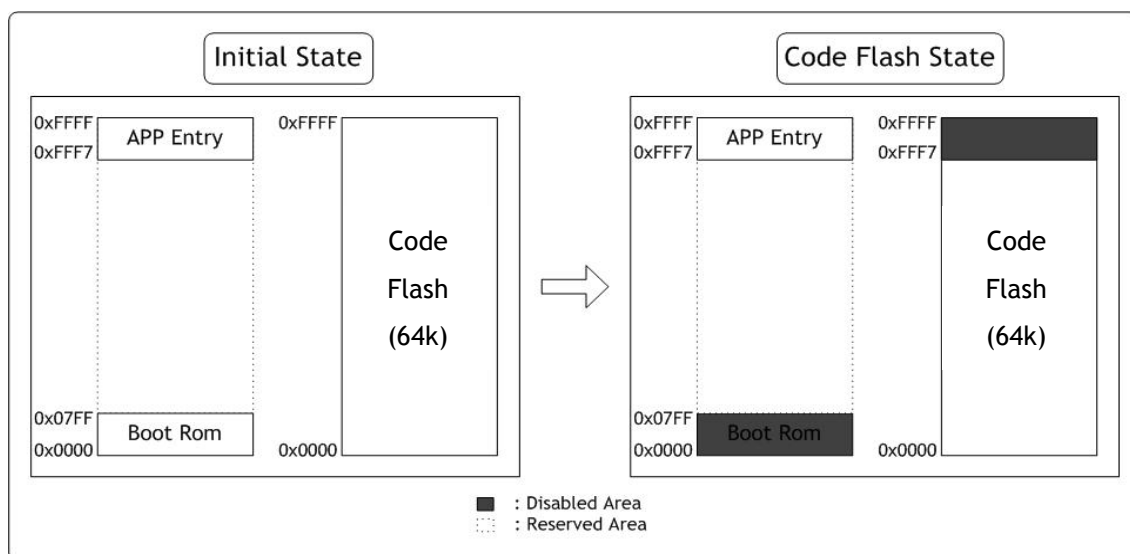 Initial State
0xFFFF
APP Entry
0xFFF7
0x07FF
Boot Rom
0x0000
0xFFFF
Code
Flash
(64k)
0x0000
Code Flash State
0xFFFF
APP Entry
0xFFF7
0x07FF
Boot Rom
0x0000
0xFFFF
0xFFF7
Code
Flash
(64k)
0x0000
: Disabled Area
: Reserved Area